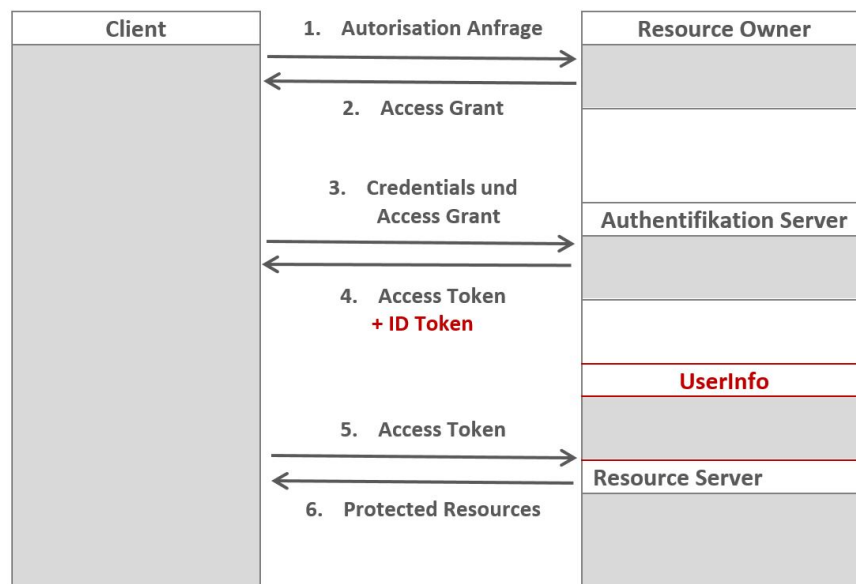 Client
1. Autorisation Anfrage
Resource Owner
2. Access Grant
3. Credentials und
Access Grant
Authentifikation Server
4. Access Token
+ ID Token
UserInfo
5. Access Token
Resource Server
6. Protected Resources